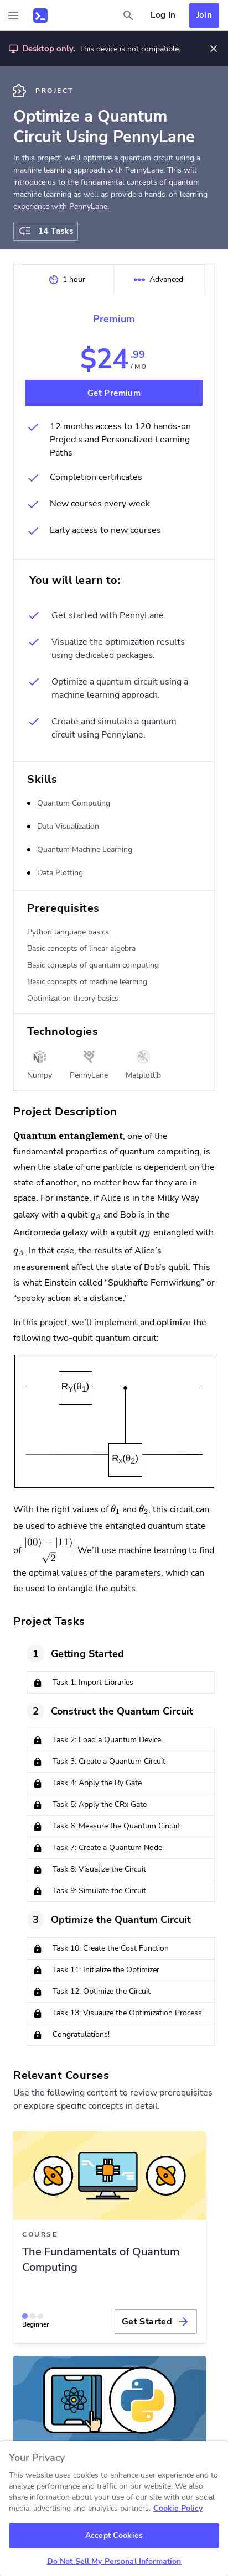 Log In
Join
Desktop only. This device is not compatible.
PROJECT
Optimize a Quantum
Circuit Using PennyLane
In this project, we'll optimize a quantum circuit using a
machine learning approach with PennyLane. This will
introduce us to the fundamental concepts of quantum
machine learning as well as provide a hands-on learning
experience with PennyLane.
14 Tasks
1 hour
Advanced
Premium
$24.99
/ MO
Get Premium
12 months access to 120 hands-on
Projects and Personalized Learning
Paths
Completion certificates
New courses every week
Early access to new courses
You will learn to:
Get started with PennyLane.
Visualize the optimization results
using dedicated packages.
Optimize a quantum circuit using a
machine learning approach.
Create and simulate a quantum
circuit using Pennylane.
Skills
Quantum Computing
Data Visualization
Quantum Machine Learning
Data Plotting
Prerequisites
Python language basics
Basic concepts of linear algebra
Basic concepts of quantum computing
Basic concepts of machine learning
Optimization theory basics
Technologies
Numpy
PennyLane
Matplotlib
Project Description
Quantum entanglement, one of the
fundamental properties of quantum computing, is
when the state of one particle is dependent on the
state of another, no matter how far they are in
space. For instance, if Alice is in the Milky Way
galaxy with a qubit qA and Bob is in the
Andromeda galaxy with a qubit qB entangled with
qA. In that case, the results of Alice's
measurement affect the state of Bob's qubit. This
is what Einstein called “Spukhafte Fernwirkung” or
“spooky action at a distance.”
In this project, we'll implement and optimize the
following two-qubit quantum circuit:
RY(θ1)
Rx(θ2)
With the right values of θ1 and θ2, this circuit can
be used to achieve the entangled quantum state
of |00⟩ + |11⟩ / √2. We'll use machine learning to find
the optimal values of the parameters, which can
be used to entangle the qubits.
Project Tasks
1 Getting Started
Task 1: Import Libraries
2 Construct the Quantum Circuit
Task 2: Load a Quantum Device
Task 3: Create a Quantum Circuit
Task 4: Apply the Ry Gate
Task 5: Apply the CRx Gate
Task 6: Measure the Quantum Circuit
Task 7: Create a Quantum Node
Task 8: Visualize the Circuit
Task 9: Simulate the Circuit
3 Optimize the Quantum Circuit
Task 10: Create the Cost Function
Task 11: Initialize the Optimizer
Task 12: Optimize the Circuit
Task 13: Visualize the Optimization Process
Congratulations!
Relevant Courses
Use the following content to review prerequisites
or explore specific concepts in detail.
COURSE
The Fundamentals of Quantum
Computing
Beginner
Get Started
Your Privacy
This website uses cookies to enhance user experience and to
analyze performance and traffic on our website. We also
share information about your use of our site with our social
media, advertising and analytics partners. Cookie Policy
Accept Cookies
Do Not Sell My Personal Information